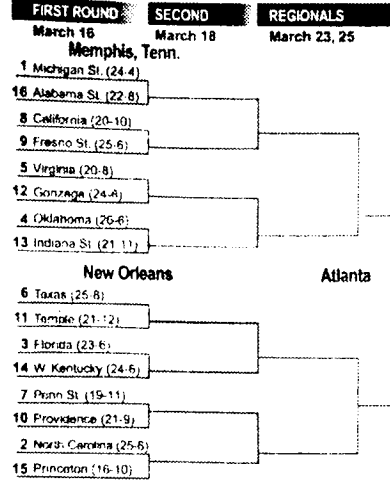 FIRST ROUND SECOND REGIONALS
March 16 March 18 March 23, 25
Memphis, Tenn.
1 Michigan St. (24-4)
16 Alabama St. (22-8)
8 California (20-10)
9 Fresno St. (25-6)
5 Virginia (20-8)
12 Gonzaga (24-6)
4 Oklahoma (26-6)
13 Indiana St. (21-11)
New Orleans Atlanta
6 Texas (25-8)
11 Temple (21-12)
3 Florida (23-6)
14 W. Kentucky (24-6)
7 Penn St. (19-11)
10 Providence (21-9)
2 North Carolina (25-6)
15 Princeton (16-10)